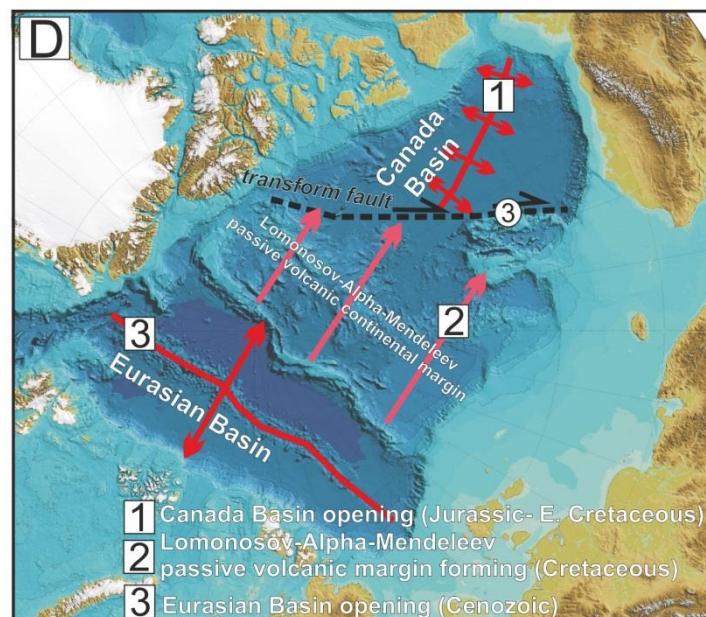 D
1
Canada
Basin
transform fault
3
Lomonosov-Alpha-Mendeleev
passive volcanic continental margin
2
3
Eurasian Basin
1 Canada Basin opening (Jurassic- E. Cretaceous)
2 Lomonosov-Alpha-Mendeleev
passive volcanic margin forming (Cretaceous)
3 Eurasian Basin opening (Cenozoic)